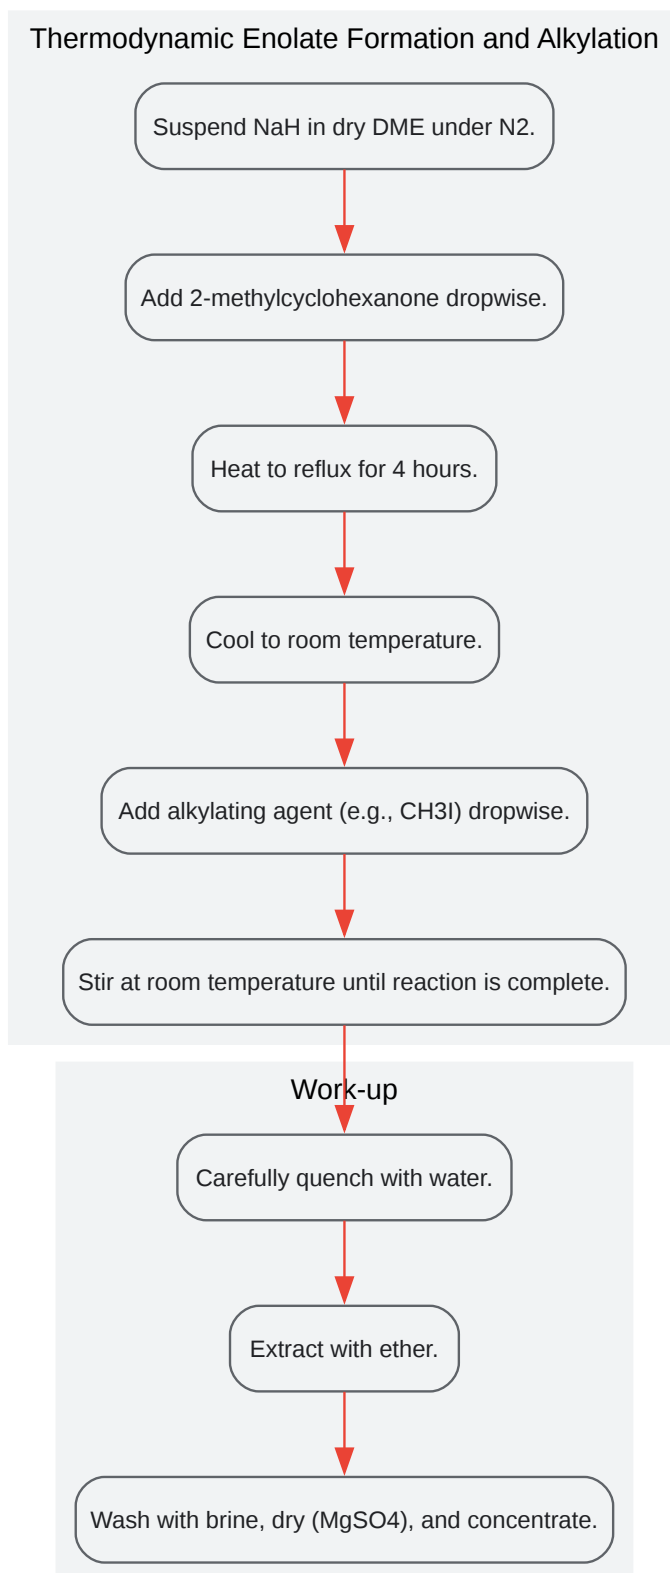 Thermodynamic Enolate Formation and Alkylation
Suspend NaH in dry DME under N2.
Add 2-methylcyclohexanone dropwise.
Heat to reflux for 4 hours.
Cool to room temperature.
Add alkylating agent (e.g., CH3I) dropwise.
Stir at room temperature until reaction is complete.
Work-up
Carefully quench with water.
Extract with ether.
Wash with brine, dry (MgSO4), and concentrate.